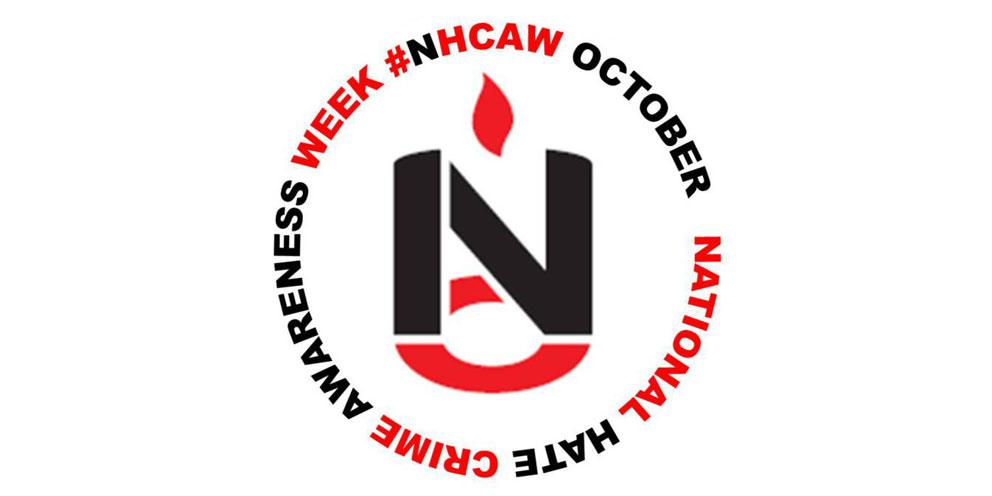 NATIONAL HATE CRIME AWARENESS WEEK #NHCAW OCTOBER
N